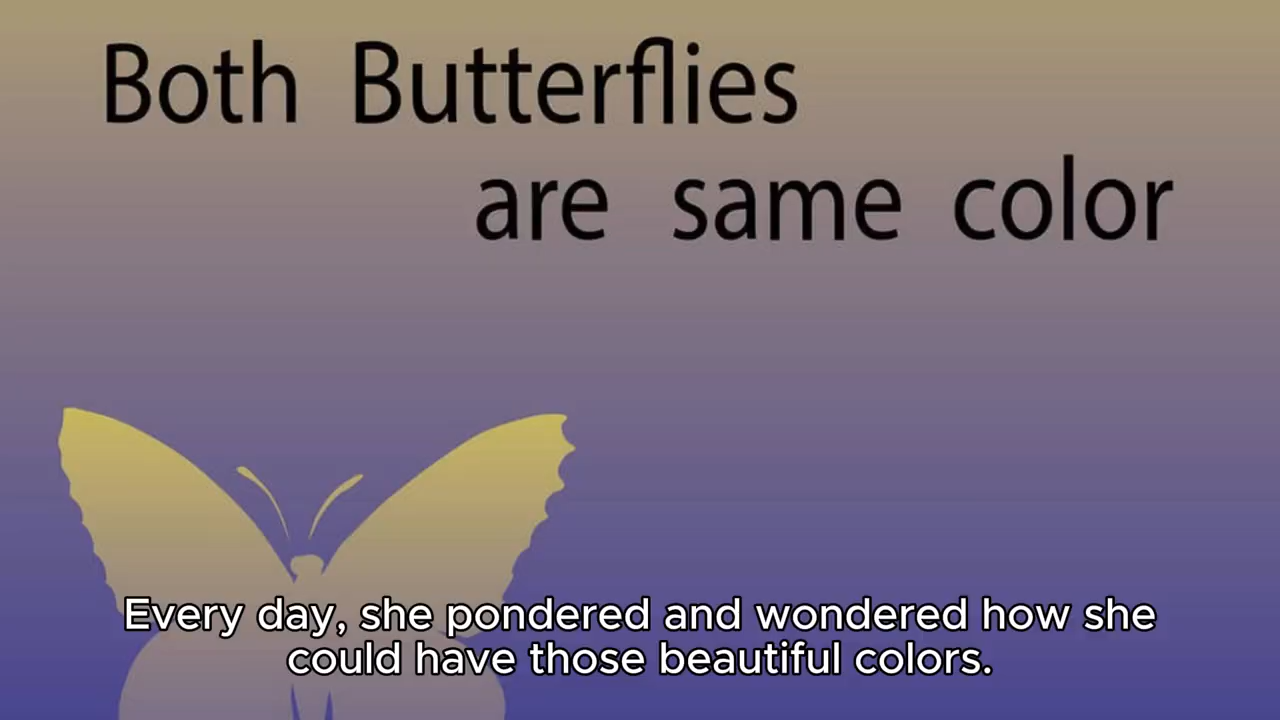 Both Butterflies
are same color
Every day, she pondered and wondered how she
could have those beautiful colors.